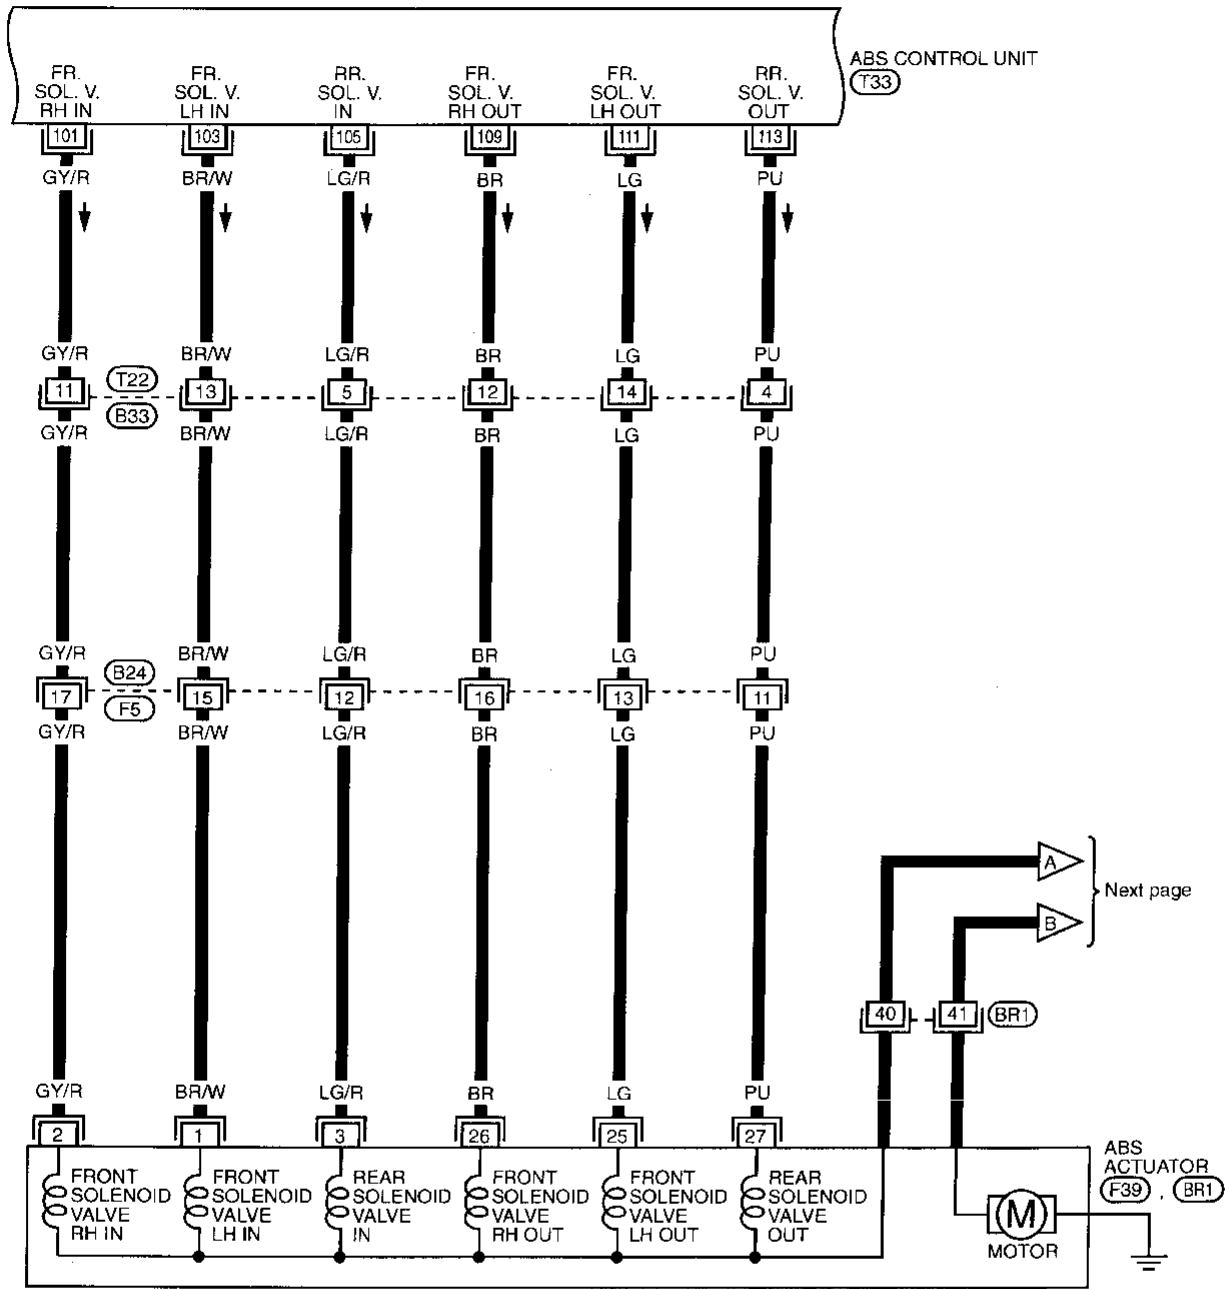 ABS CONTROL UNIT
T33
FR. SOL. V. RH IN
FR. SOL. V. LH IN
RR. SOL. V. IN
FR. SOL. V. RH OUT
FR. SOL. V. LH OUT
RR. SOL. V. OUT
101 103 105 109 111 113
GY/R BR/W LG/R BR LG PU
GY/R BR/W LG/R BR LG PU
11 T22 13 5 12 14 4
B33
GY/R BR/W LG/R BR LG PU
GY/R BR/W LG/R BR LG PU
17 B24 15 12 16 13 11
F5
GY/R BR/W LG/R BR LG PU
A
Next page
B
40 41 BR1
GY/R BR/W LG/R BR LG PU
2 1 3 26 25 27
ABS ACTUATOR
F39 , BR1
FRONT SOLENOID VALVE RH IN
FRONT SOLENOID VALVE LH IN
REAR SOLENOID VALVE IN
FRONT SOLENOID VALVE RH OUT
FRONT SOLENOID VALVE LH OUT
REAR SOLENOID VALVE OUT
M
MOTOR